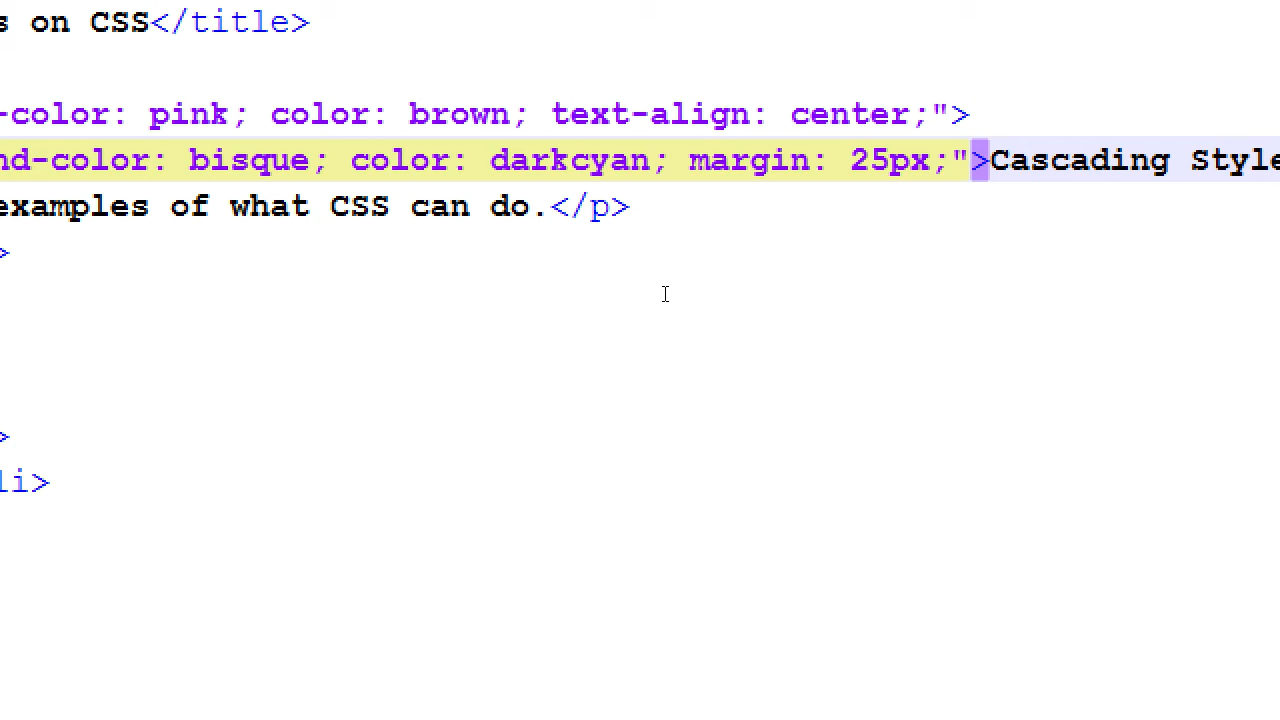 s on CSS</title>
-color: pink; color: brown; text-align: center;">
nd-color: bisque; color: darkcyan; margin: 25px;">Cascading Style
examples of what CSS can do.</p>
>
>
li>